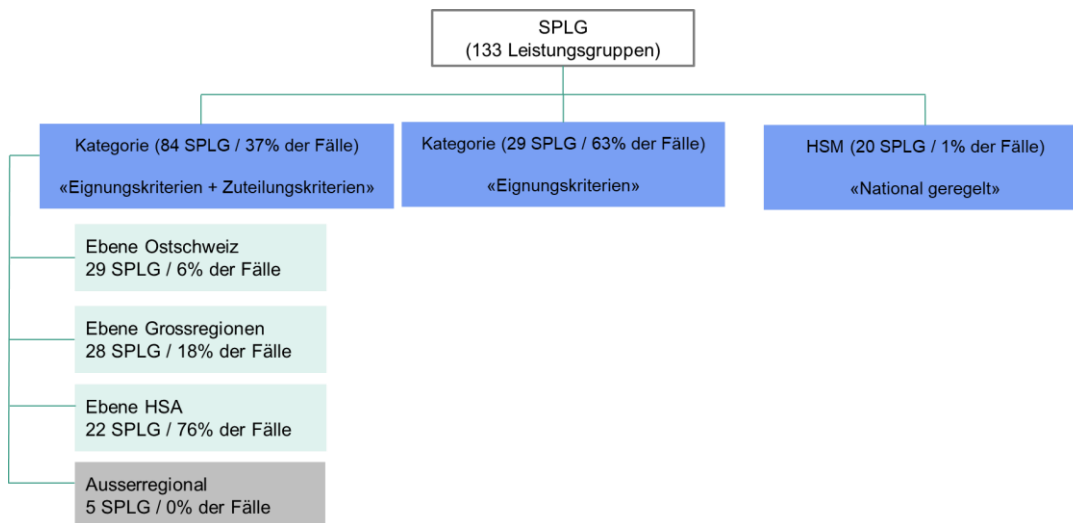 SPLG
(133 Leistungsgruppen)
Kategorie (84 SPLG / 37% der Fälle)
«Eignungskriterien + Zuteilungskriterien»
Kategorie (29 SPLG / 63% der Fälle)
«Eignungskriterien»
HSM (20 SPLG / 1% der Fälle)
«National geregelt»
Ebene Ostschweiz
29 SPLG / 6% der Fälle
Ebene Grossregionen
28 SPLG / 18% der Fälle
Ebene HSA
22 SPLG / 76% der Fälle
Ausserregional
5 SPLG / 0% der Fälle